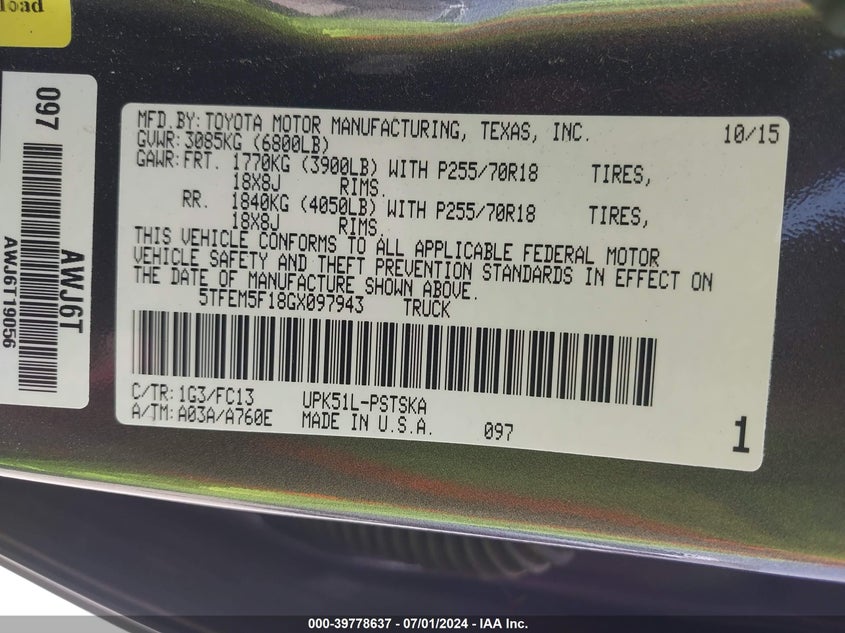 load
097
AWJ6T
AWJ6T19056
MFD.BY:TOYOTA MOTOR MANUFACTURING, TEXAS, INC. 10/15
GVWR:3085KG (6800LB)
GAWR:FRT. 1770KG (3900LB) WITH P255/70R18 TIRES,
18X8J RIMS.
RR. 1840KG (4050LB) WITH P255/70R18 TIRES,
18X8J RIMS.
THIS VEHICLE CONFORMS TO ALL APPLICABLE FEDERAL MOTOR
VEHICLE SAFETY AND THEFT PREVENTION STANDARDS IN EFFECT ON
THE DATE OF MANUFACTURE SHOWN ABOVE.
5TFEM5F18GX097943 TRUCK
C/TR:1G3/FC13 UPK51L-PSTSKA
A/TM:A03A/A760E MADE IN U.S.A. 097 1
000-39778637 - 07/01/2024 - IAA Inc.